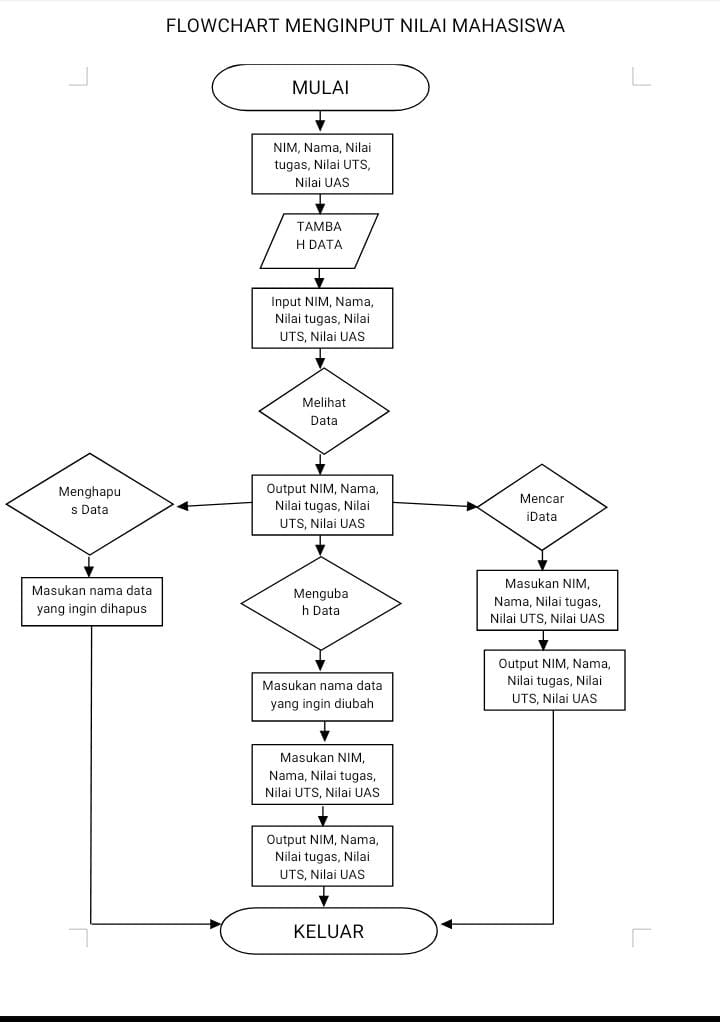 FLOWCHART MENGINPUT NILAI MAHASISWA
MULAI
NIM, Nama, Nilai
tugas, Nilai UTS,
Nilai UAS
TAMBA
H DATA
Input NIM, Nama,
Nilai tugas, Nilai
UTS, Nilai UAS
Melihat
Data
Output NIM, Nama,
Nilai tugas, Nilai
UTS, Nilai UAS
Menghapu
s Data
Masukan nama data
yang ingin dihapus
Menguba
h Data
Masukan nama data
yang ingin diubah
Masukan NIM,
Nama, Nilai tugas,
Nilai UTS, Nilai UAS
Output NIM, Nama,
Nilai tugas, Nilai
UTS, Nilai UAS
Mencar
iData
Masukan NIM,
Nama, Nilai tugas,
Nilai UTS, Nilai UAS
Output NIM, Nama,
Nilai tugas, Nilai
UTS, Nilai UAS
KELUAR